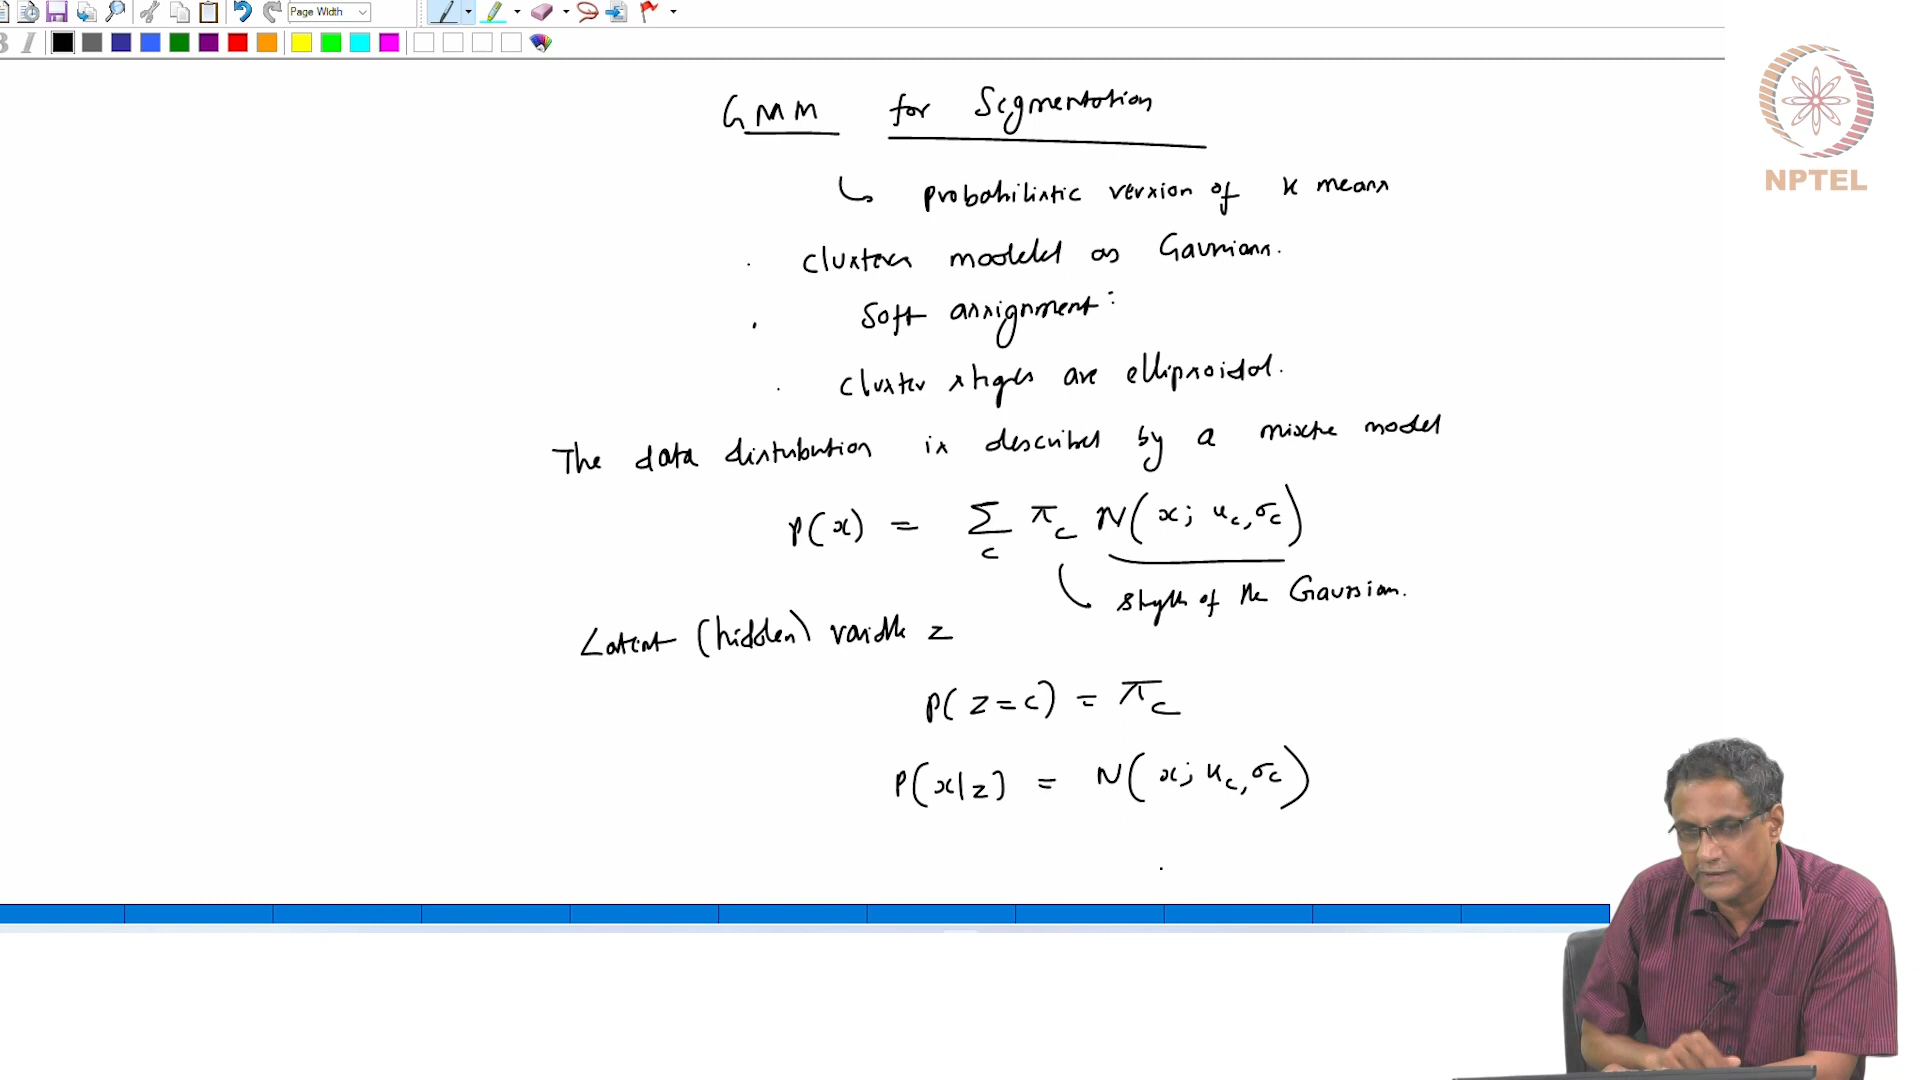 Page Width
NPTEL
GMM for Segmentation
probabilistic version of k means
· clusters modeled as Gaussians.
· Soft assignment:
· cluster shapes are ellipsoidal.
The data distribution is described by a mixture model
P(x) = Σ_c π_c N(x; μ_c, σ_c)
of the Gaussian.
Latent (hidden) variable z
P(z=c) = π_c
P(x|z) = N(x; μ_c, σ_c)